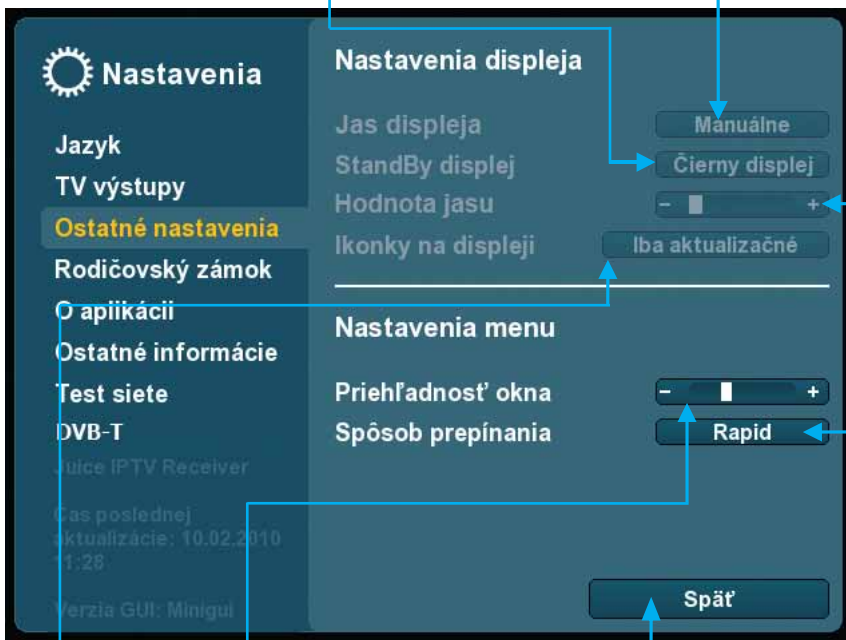 Nastavenia
Jazyk
TV výstupy
Ostatné nastavenia
Rodičovský zámok
O aplikácii
Ostatné informácie
Test siete
DVB-T
Juice IPTV Receiver
Čas poslednej
aktualizácie: 10.02.2010
11:28
Verzia GUI: Minigui
Nastavenia displeja
Jas displeja Manuálne
StandBy displej Čierny displej
Hodnota jasu - +
Ikonky na displeji Iba aktualizačné
Nastavenia menu
Priehľadnosť okna - +
Spôsob prepínania Rapid
Späť